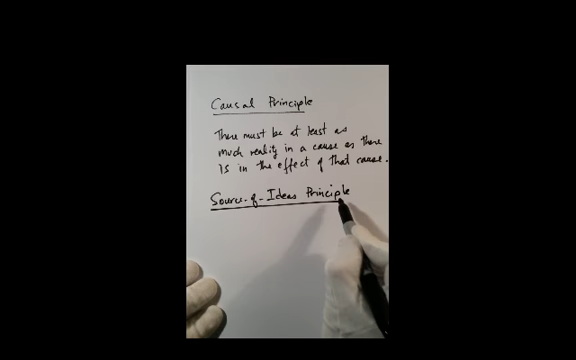 Causal Principle
There must be at least as
much reality in a cause as there
is in the effect of that cause.
Source-of-Ideas Principle